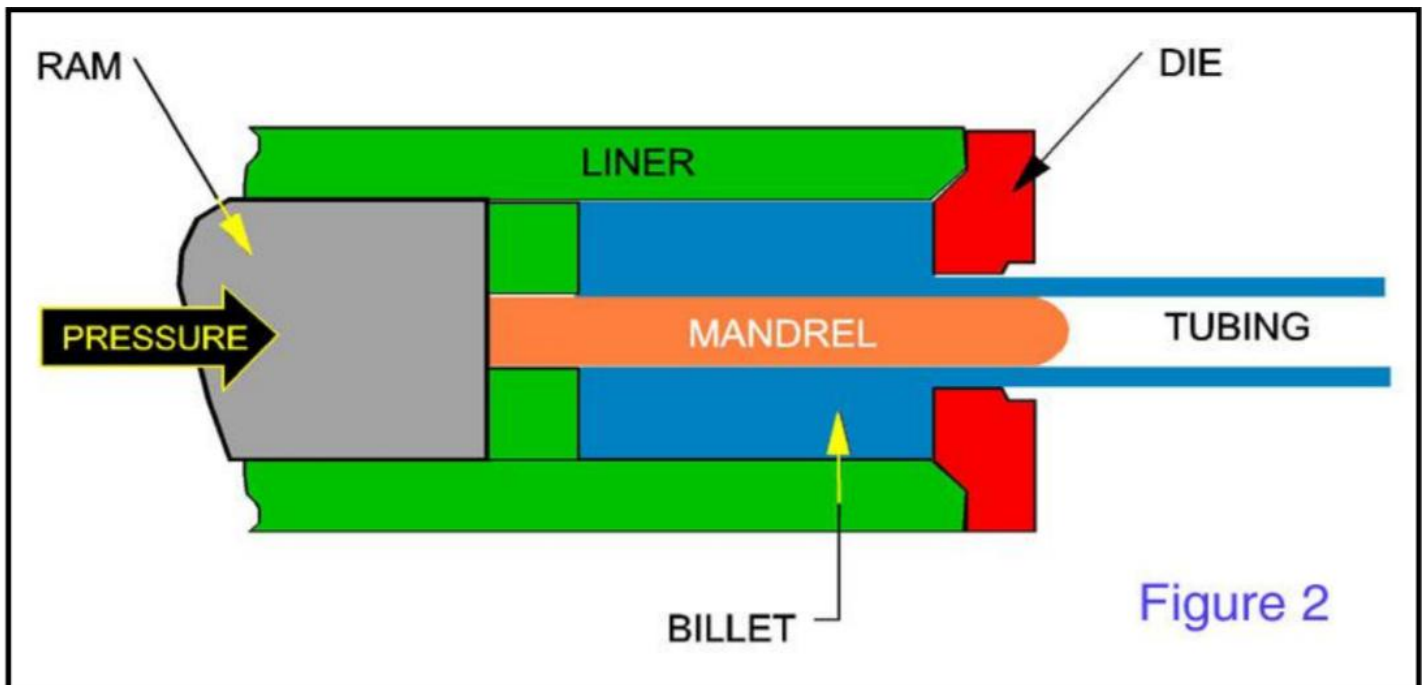 RAM
DIE
LINER
PRESSURE
MANDREL
TUBING
BILLET
Figure 2